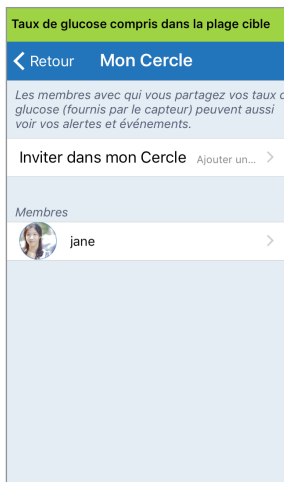 Taux de glucose compris dans la plage cible
Retour Mon Cercle
Les membres avec qui vous partagez vos taux d
glucose (fournis par le capteur) peuvent aussi
voir vos alertes et événements.
Inviter dans mon Cercle Ajouter un...
Membres
jane